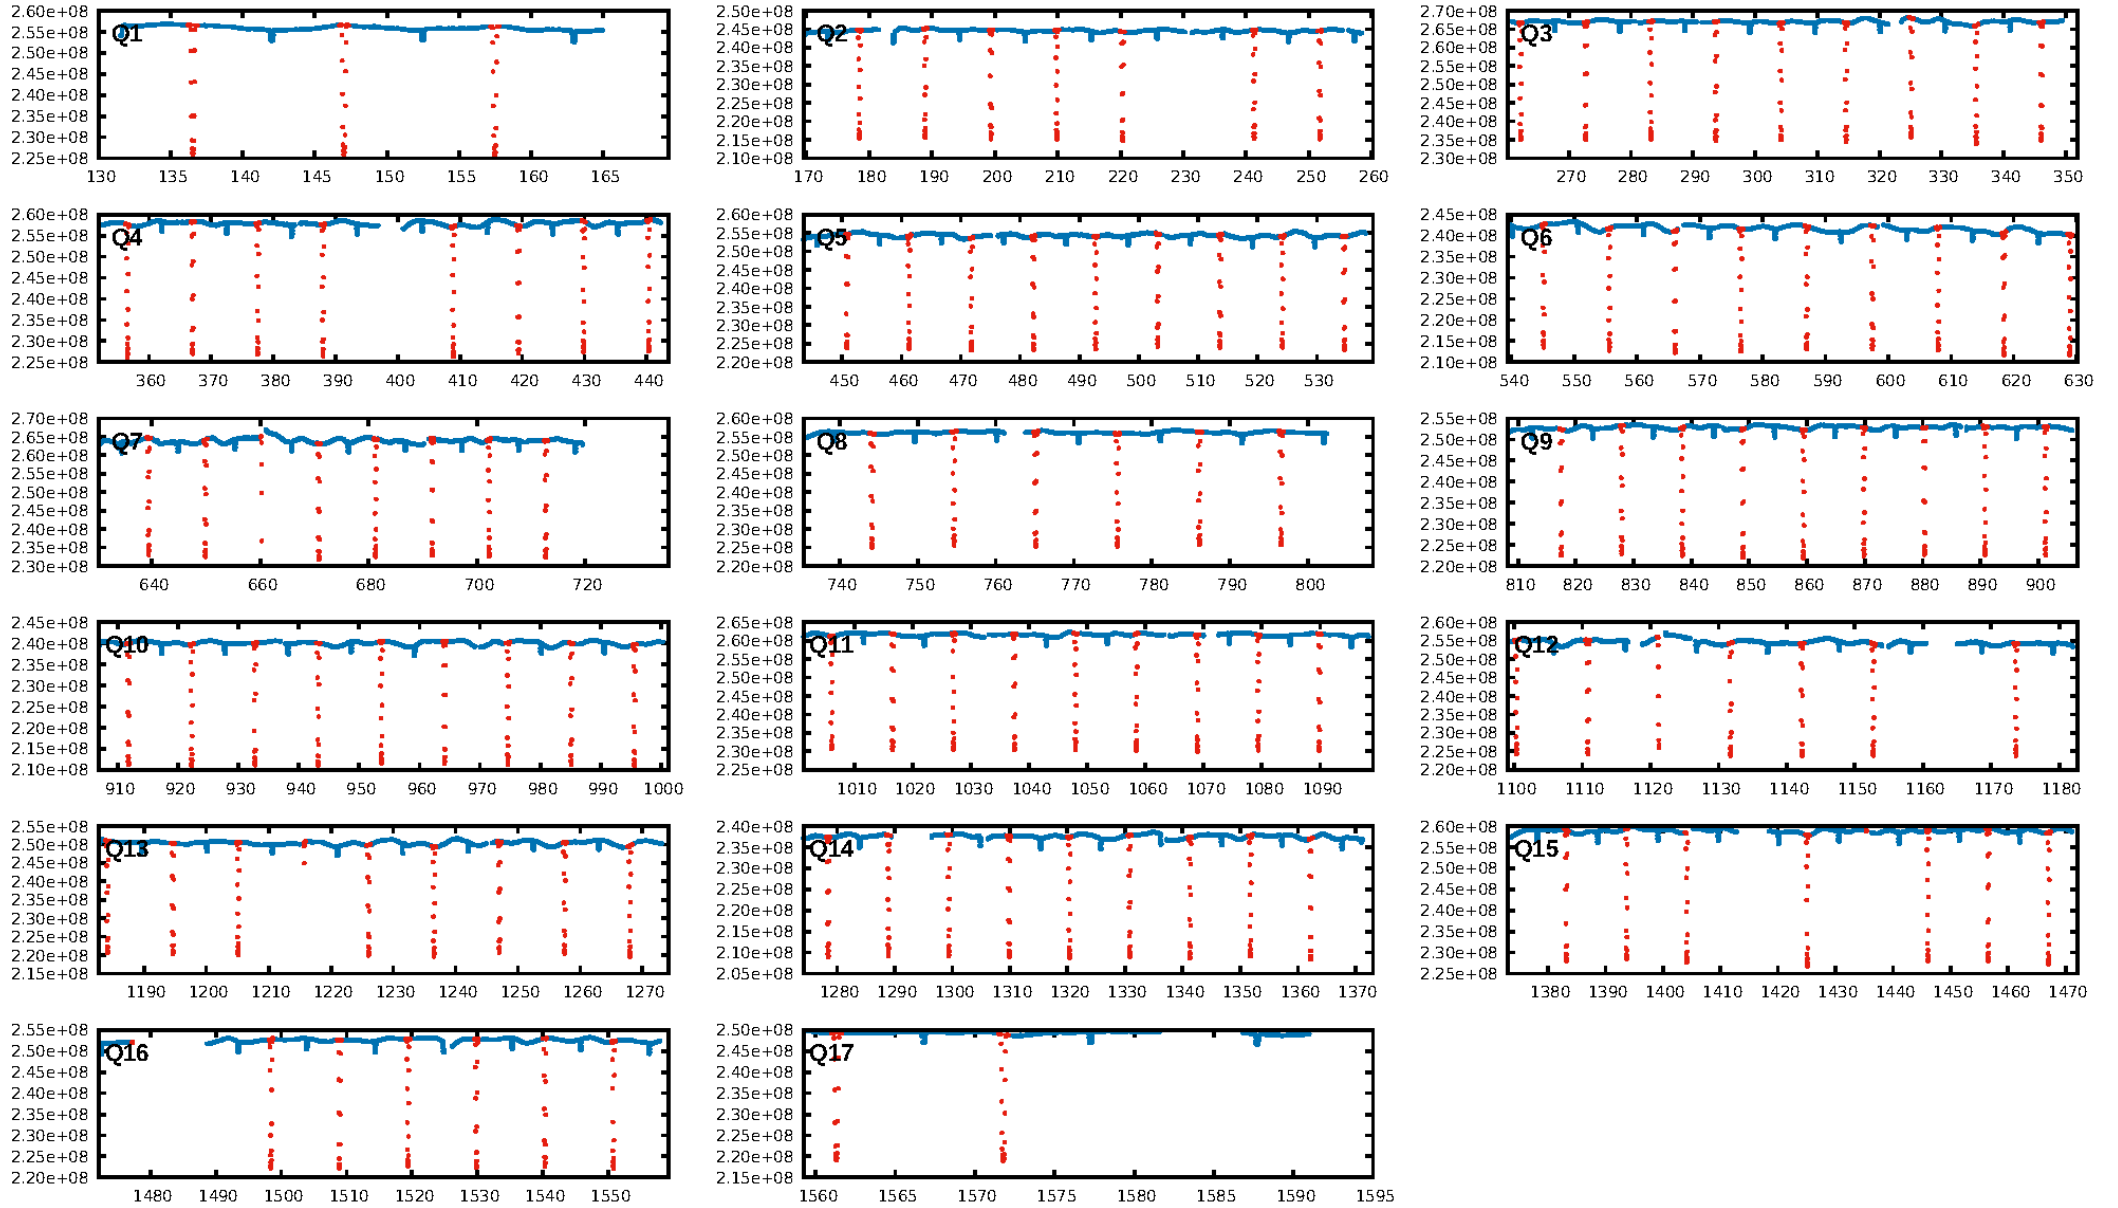 2.60e+08
2.55e+08
2.50e+08
2.45e+08
2.40e+08
2.35e+08
2.30e+08
2.25e+08
Q1
130 135 140 145 150 155 160 165
2.50e+08
2.45e+08
2.40e+08
2.35e+08
2.30e+08
2.25e+08
2.20e+08
2.15e+08
2.10e+08
Q2
170 180 190 200 210 220 230 240 250 260
2.70e+08
2.65e+08
2.60e+08
2.55e+08
2.50e+08
2.45e+08
2.40e+08
2.35e+08
2.30e+08
Q3
270 280 290 300 310 320 330 340 350
2.60e+08
2.55e+08
2.50e+08
2.45e+08
2.40e+08
2.35e+08
2.30e+08
2.25e+08
Q4
360 370 380 390 400 410 420 430 440
2.60e+08
2.55e+08
2.50e+08
2.45e+08
2.40e+08
2.35e+08
2.30e+08
2.25e+08
2.20e+08
Q5
450 460 470 480 490 500 510 520 530
2.45e+08
2.40e+08
2.35e+08
2.30e+08
2.25e+08
2.20e+08
2.15e+08
2.10e+08
Q6
540 550 560 570 580 590 600 610 620 630
2.70e+08
2.65e+08
2.60e+08
2.55e+08
2.50e+08
2.45e+08
2.40e+08
2.35e+08
2.30e+08
Q7
640 660 680 700 720
2.60e+08
2.55e+08
2.50e+08
2.45e+08
2.40e+08
2.35e+08
2.30e+08
2.25e+08
2.20e+08
Q8
740 750 760 770 780 790 800
2.55e+08
2.50e+08
2.45e+08
2.40e+08
2.35e+08
2.30e+08
2.25e+08
2.20e+08
Q9
810 820 830 840 850 860 870 880 890 900
2.45e+08
2.40e+08
2.35e+08
2.30e+08
2.25e+08
2.20e+08
2.15e+08
2.10e+08
Q10
910 920 930 940 950 960 970 980 990 1000
2.65e+08
2.60e+08
2.55e+08
2.50e+08
2.45e+08
2.40e+08
2.35e+08
2.30e+08
2.25e+08
Q11
1010 1020 1030 1040 1050 1060 1070 1080 1090
2.60e+08
2.55e+08
2.50e+08
2.45e+08
2.40e+08
2.35e+08
2.30e+08
2.25e+08
2.20e+08
Q12
1100 1110 1120 1130 1140 1150 1160 1170 1180
2.55e+08
2.50e+08
2.45e+08
2.40e+08
2.35e+08
2.30e+08
2.25e+08
2.20e+08
2.15e+08
Q13
1190 1200 1210 1220 1230 1240 1250 1260 1270
2.40e+08
2.35e+08
2.30e+08
2.25e+08
2.20e+08
2.15e+08
2.10e+08
2.05e+08
Q14
1280 1290 1300 1310 1320 1330 1340 1350 1360 1370
2.60e+08
2.55e+08
2.50e+08
2.45e+08
2.40e+08
2.35e+08
2.30e+08
2.25e+08
Q15
1380 1390 1400 1410 1420 1430 1440 1450 1460 1470
2.55e+08
2.50e+08
2.45e+08
2.40e+08
2.35e+08
2.30e+08
2.25e+08
2.20e+08
Q16
1480 1490 1500 1510 1520 1530 1540 1550
2.50e+08
2.45e+08
2.40e+08
2.35e+08
2.30e+08
2.25e+08
2.20e+08
2.15e+08
Q17
1560 1565 1570 1575 1580 1585 1590 1595